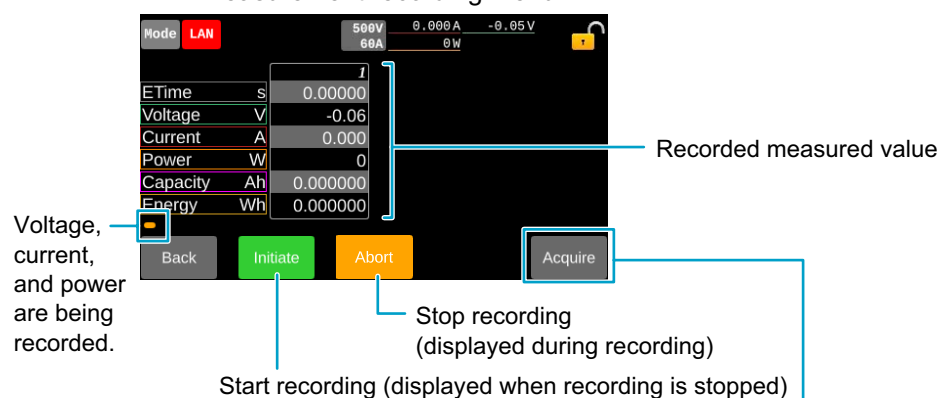 Mode LAN 500V 60A 0.000 A -0.05 V 0 W
1
ETime s 0.00000
Voltage V -0.06
Current A 0.000
Power W 0
Capacity Ah 0.000000
Energy Wh 0.000000
Back Initiate Abort Acquire
Recorded measured value
Voltage,
current,
and power
are being
recorded.
Stop recording
(displayed during recording)
Start recording (displayed when recording is stopped)